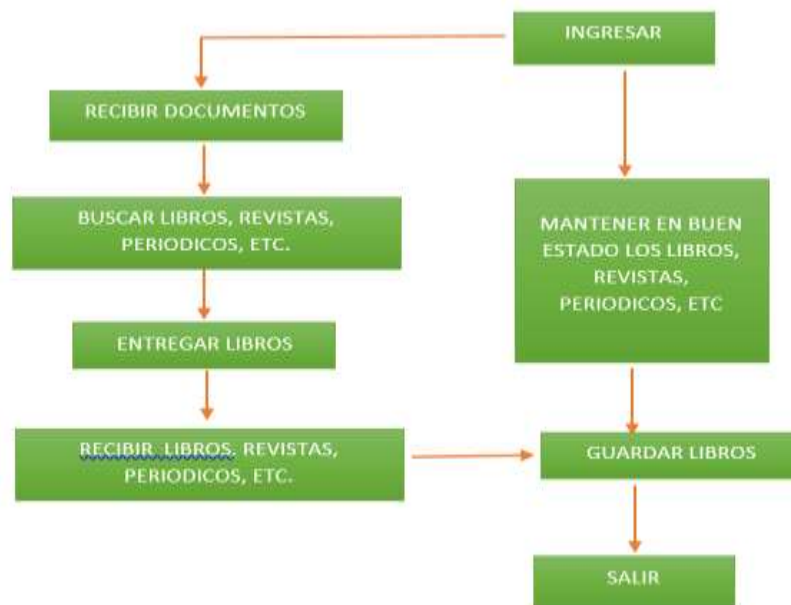 INGRESAR
RECIBIR DOCUMENTOS
BUSCAR LIBROS, REVISTAS,
PERIODICOS, ETC.
ENTREGAR LIBROS
RECIBIR LIBROS, REVISTAS,
PERIODICOS, ETC.
MANTENER EN BUEN
ESTADO LOS LIBROS,
REVISTAS,
PERIODICOS, ETC
GUARDAR LIBROS
SALIR